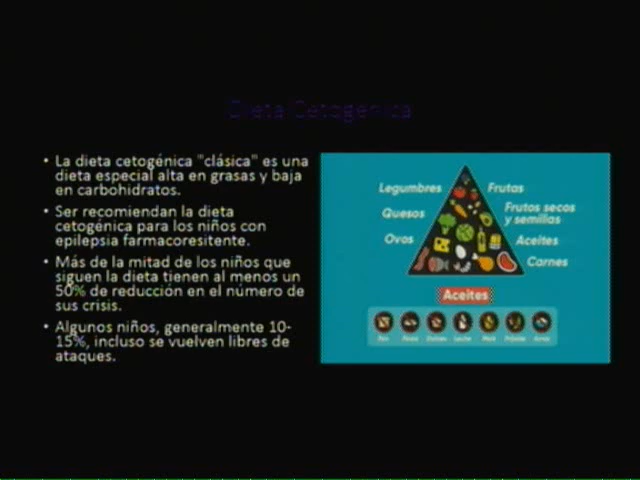 Dieta Cetogénica
• La dieta cetogénica "clásica" es una
dieta especial alta en grasas y baja
en carbohidratos.
• Ser recomiendan la dieta
cetogénica para los niños con
epilepsia farmacoresitente.
• Más de la mitad de los niños que
siguen la dieta tienen al menos un
50% de reducción en el número de
sus crisis.
• Algunos niños, generalmente 10-
15%, incluso se vuelven libres de
ataques.
Legumbres
Frutas
Quesos
Frutos secos
y semillas
Ovos
Aceites
Carnes
Aceites
Leche